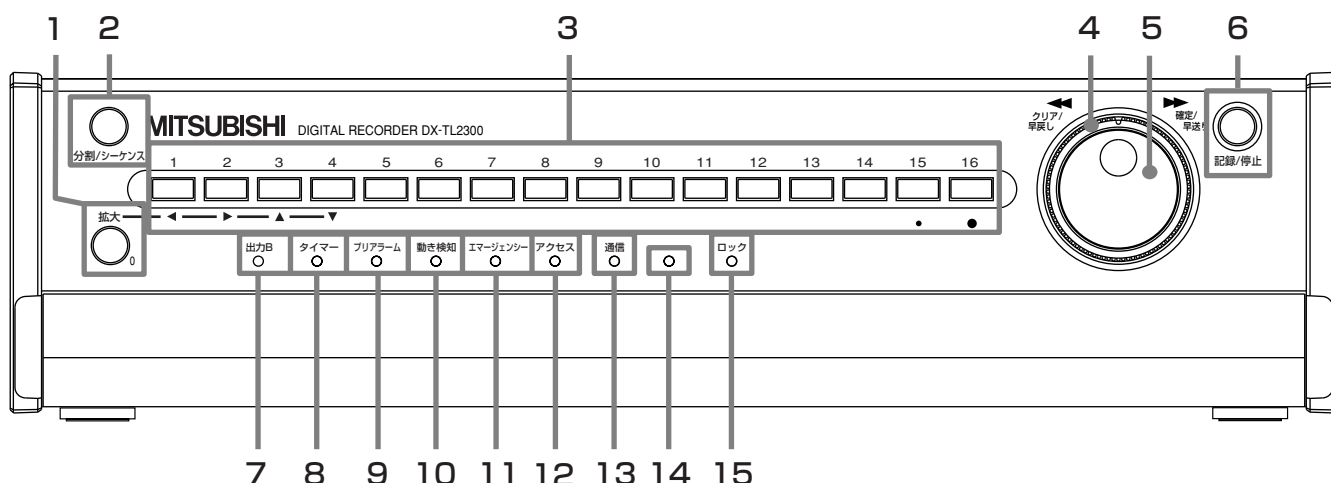 1 2 3 4 5 6
分割/シーケンス
MITSUBISHI DIGITAL RECORDER DX-TL2300
クリア/
早戻し
確定/
早送り
記録/停止
1 2 3 4 5 6 7 8 9 10 11 12 13 14 15 16
拡大
0
出力B タイマー プリアラーム 動き検知 エマージェンシー アクセス 通信 ロック
7 8 9 10 11 12 13 14 15